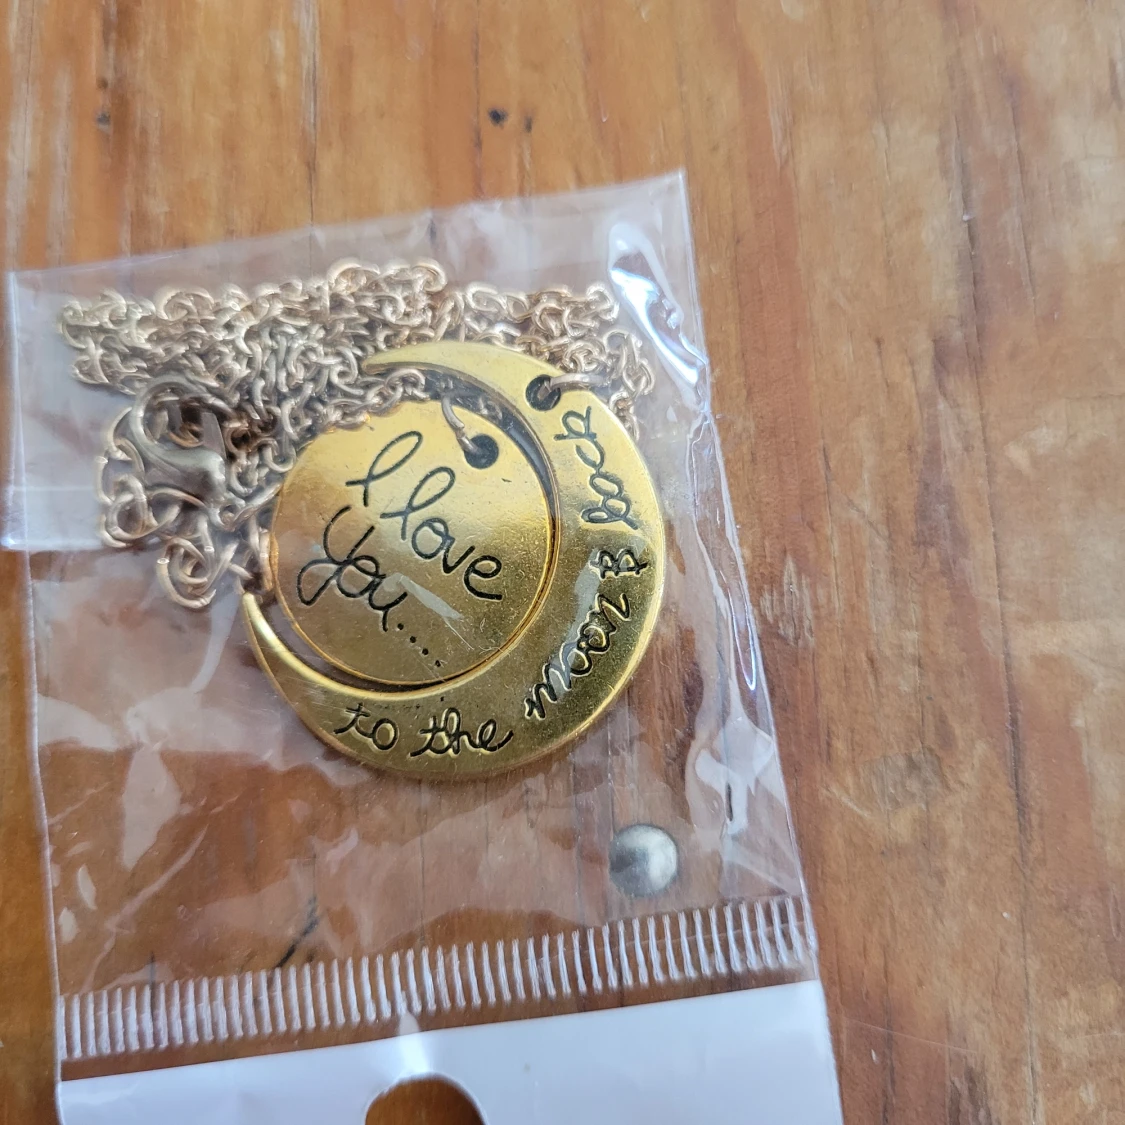 I love
you....
to the moon & back